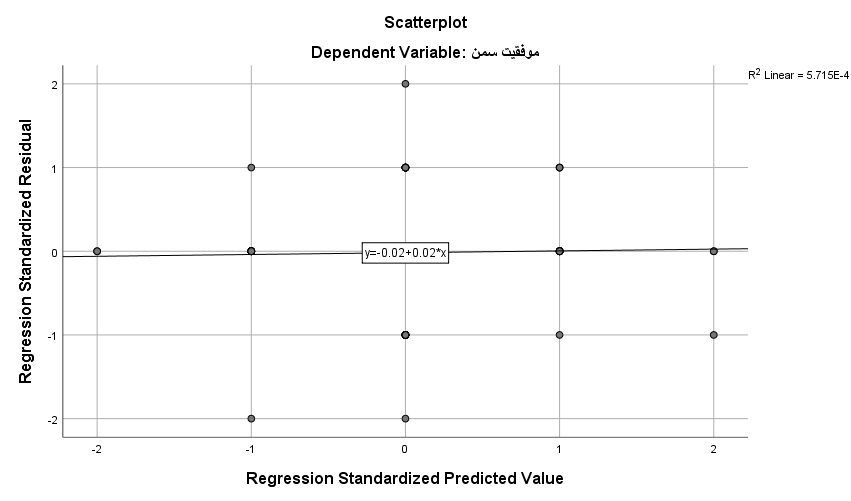 Scatterplot
Dependent Variable: موفقیت سمن
R2 Linear = 5.715E-4
Regression Standardized Residual
2
1
0
-1
-2
y=-0.02+0.02*x
-2 -1 0 1 2
Regression Standardized Predicted Value